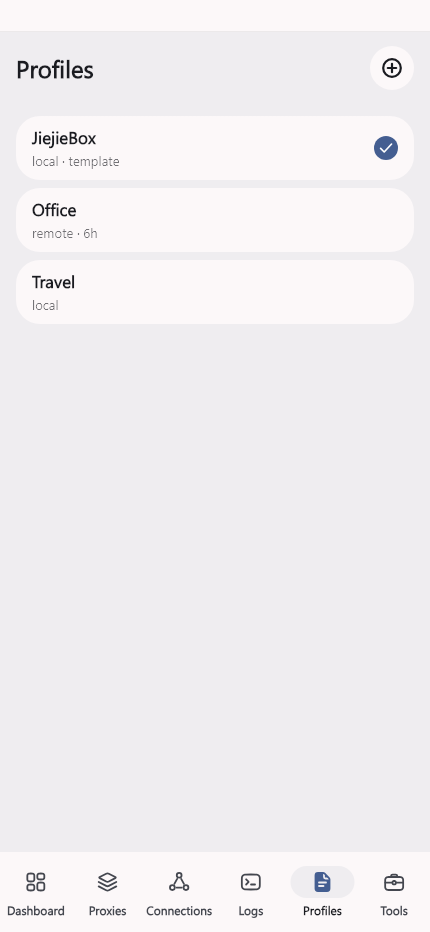 Profiles
JiejieBox
local · template
Office
remote · 6h
Travel
local
Dashboard
Proxies
Connections
Logs
Profiles
Tools